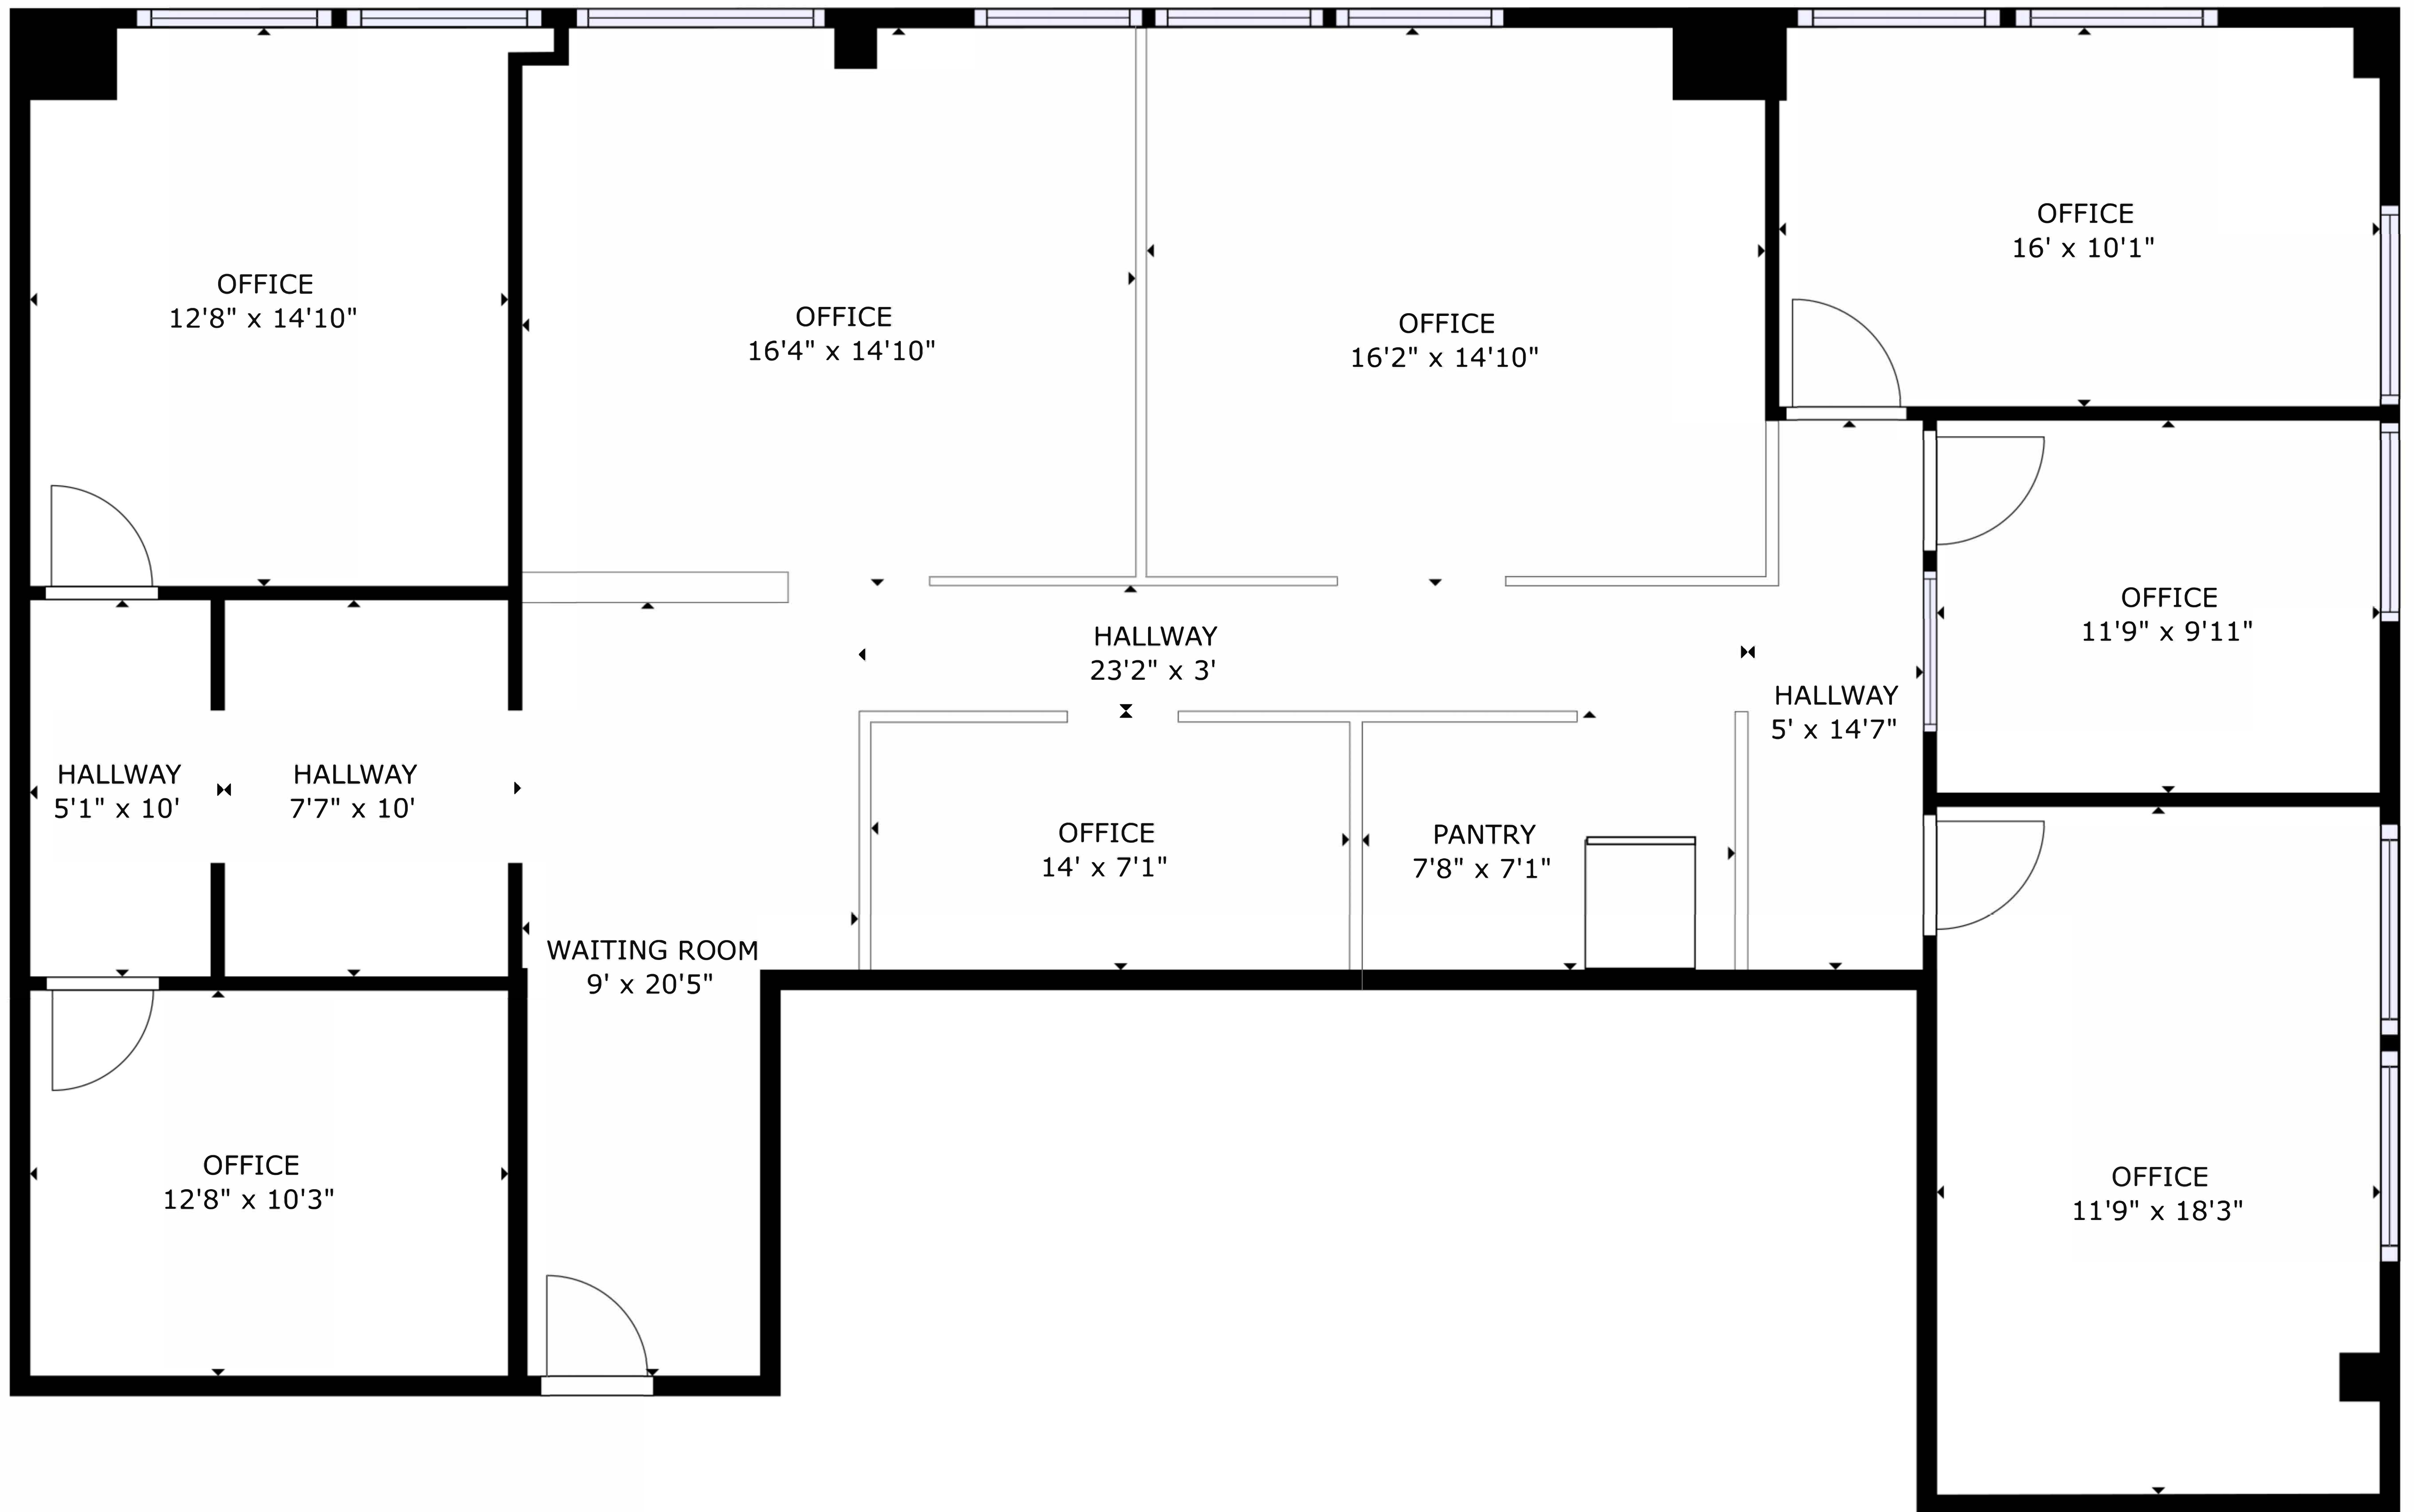 OFFICE
12'8" x 14'10"
OFFICE
16'4" x 14'10"
OFFICE
16'2" x 14'10"
OFFICE
16' x 10'1"
OFFICE
11'9" x 9'11"
HALLWAY
23'2" x 3'
HALLWAY
5' x 14'7"
HALLWAY
5'1" x 10'
HALLWAY
7'7" x 10'
OFFICE
14' x 7'1"
PANTRY
7'8" x 7'1"
WAITING ROOM
9' x 20'5"
OFFICE
12'8" x 10'3"
OFFICE
11'9" x 18'3"